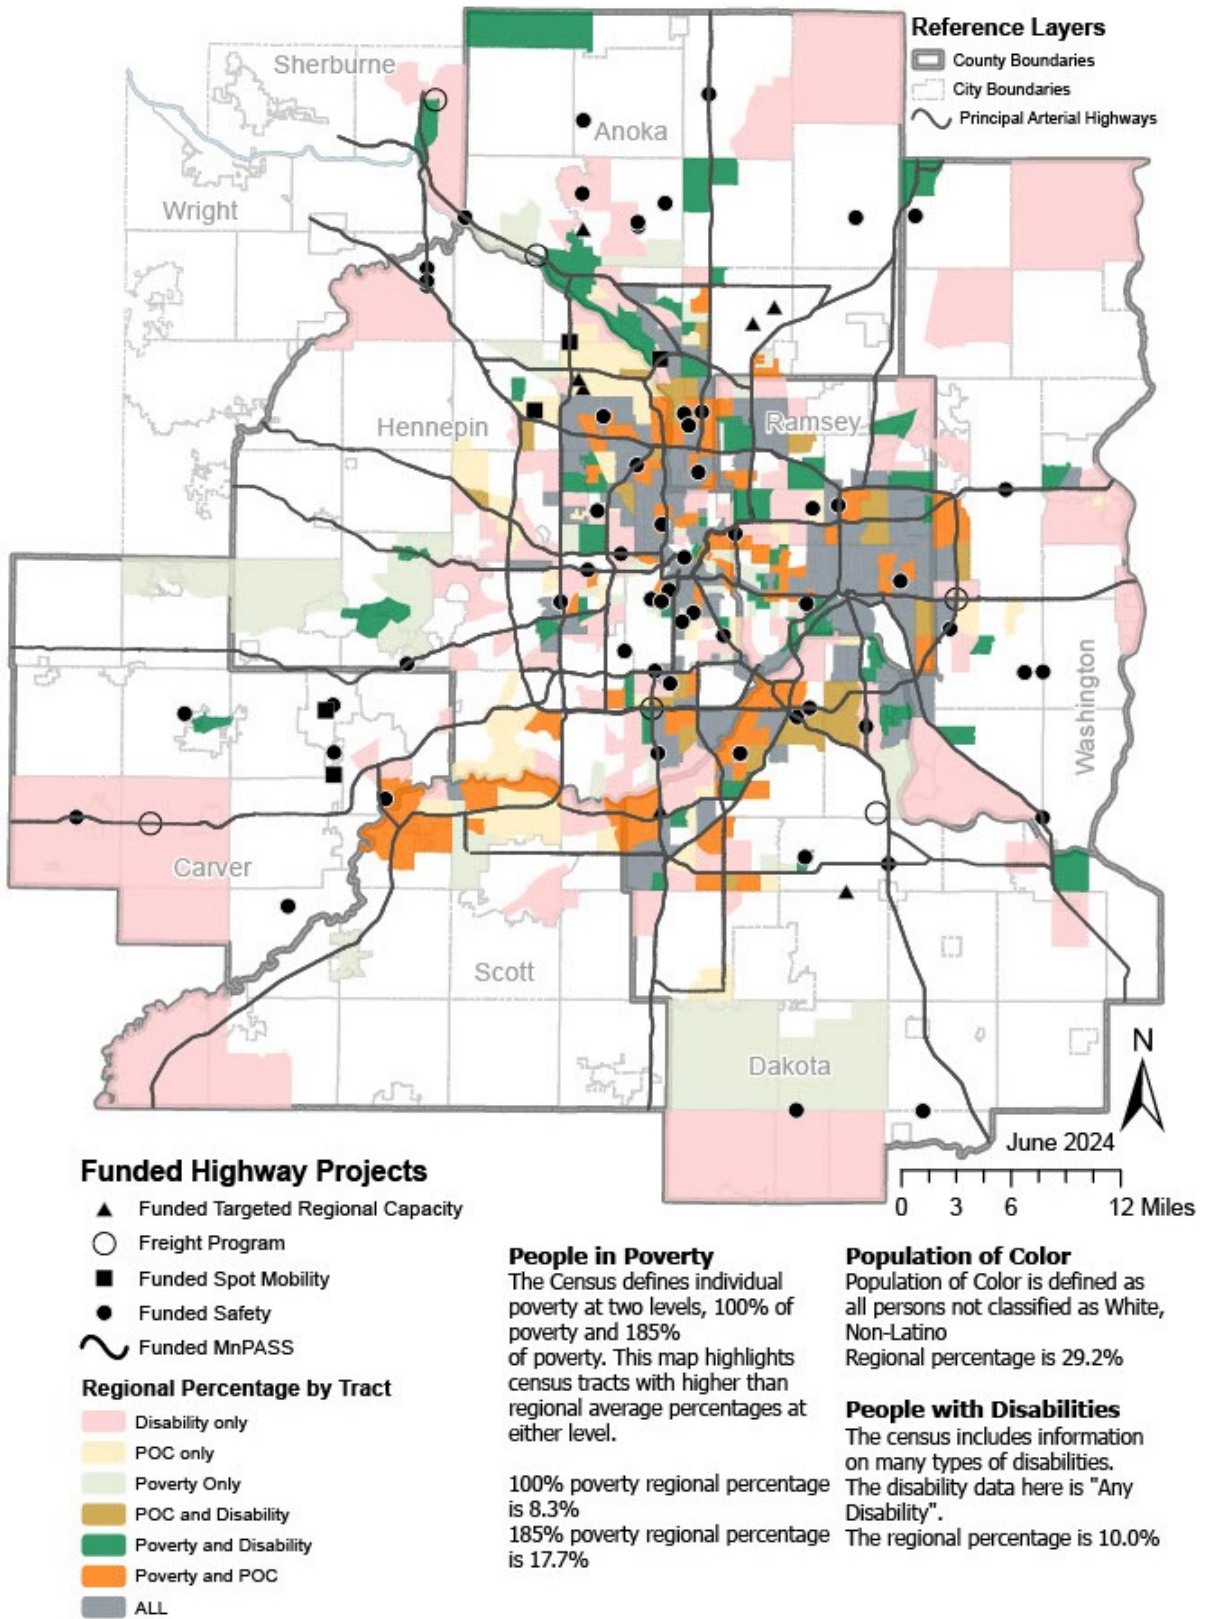 Reference Layers
County Boundaries
City Boundaries
Principal Arterial Highways
Sherburne
Anoka
Wright
Hennepin
Ramsey
Washington
Carver
Scott
Dakota
N
June 2024
0 3 6 12 Miles
Funded Highway Projects
Funded Targeted Regional Capacity
Freight Program
Funded Spot Mobility
Funded Safety
Funded MnPASS
Regional Percentage by Tract
Disability only
POC only
Poverty Only
POC and Disability
Poverty and Disability
Poverty and POC
ALL
People in Poverty
The Census defines individual
poverty at two levels, 100% of
poverty and 185%
of poverty. This map highlights
census tracts with higher than
regional average percentages at
either level.
100% poverty regional percentage
is 8.3%
185% poverty regional percentage
is 17.7%
Population of Color
Population of Color is defined as
all persons not classified as White,
Non-Latino
Regional percentage is 29.2%
People with Disabilities
The census includes information
on many types of disabilities.
The disability data here is "Any
Disability".
The regional percentage is 10.0%